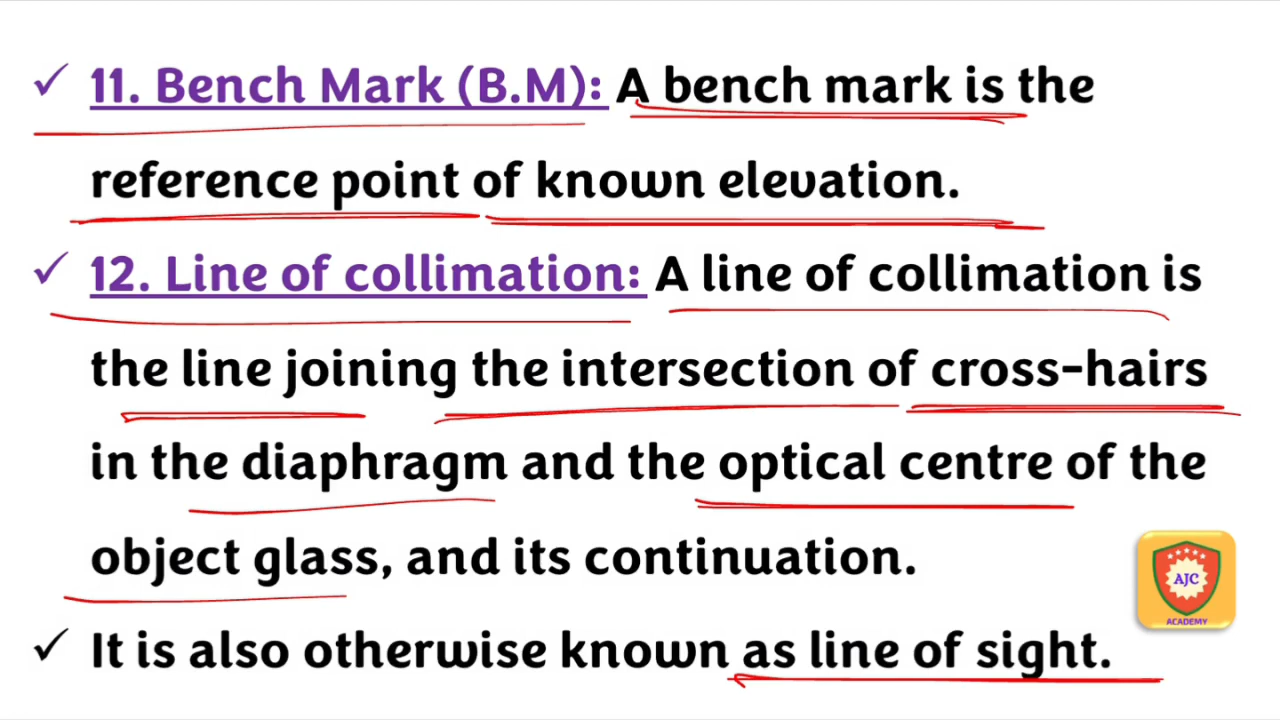 ✓ 11. Bench Mark (B.M): A bench mark is the
reference point of known elevation.
✓ 12. Line of collimation: A line of collimation is
the line joining the intersection of cross-hairs
in the diaphragm and the optical centre of the
object glass, and its continuation.
✓ It is also otherwise known as line of sight.
AJC
ACADEMY